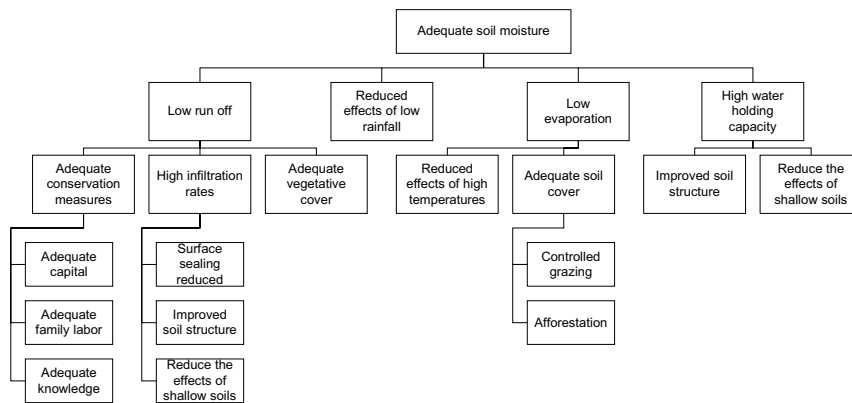 Adequate soil moisture
Low run off
Reduced
effects of low
rainfall
Low
evaporation
High water
holding
capacity
Adequate
conservation
measures
High infiltration
rates
Adequate
vegetative
cover
Reduced
effects of high
temperatures
Adequate soil
cover
Improved soil
structure
Reduce the
effects of
shallow soils
Adequate
capital
Surface
sealing
reduced
Controlled
grazing
Adequate
family labor
Improved
soil structure
Afforestation
Adequate
knowledge
Reduce the
effects of
shallow soils